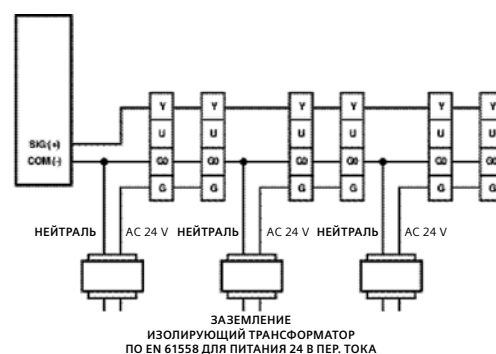 Y Y Y Y Y Y
U U U U U U
SIG(+)
COM(-) G0 G0 G0 G0 G0 G0
G G G G G G
НЕЙТРАЛЬ AC 24 V НЕЙТРАЛЬ AC 24 V НЕЙТРАЛЬ AC 24 V
ЗАЗЕМЛЕНИЕ
ИЗОЛИРУЮЩИЙ ТРАНСФОРМАТОР
ПО EN 61558 ДЛЯ ПИТАНИЯ 24 В ПЕР. ТОКА